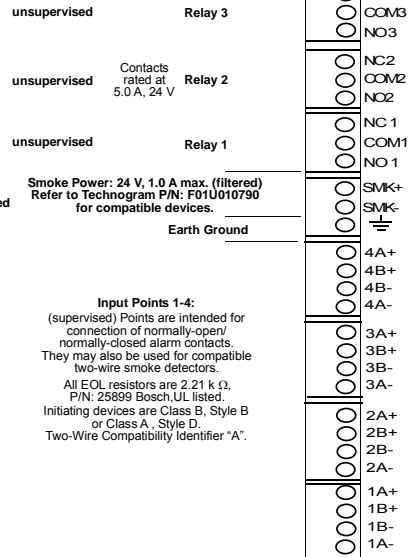 unsupervised
Relay 3
COM3
NO3
unsupervised
Contacts
rated at
5.0 A, 24 V
Relay 2
NC2
COM2
NO2
unsupervised
Relay 1
NC 1
COM1
NO 1
Smoke Power: 24 V, 1.0 A max. (filtered)
Refer to Technogram P/N: F01U010790
for compatible devices.
SMK+
SMK-
Earth Ground
4A+
4B+
4B-
4A-
Input Points 1-4:
(supervised) Points are intended for
connection of normally-open/
normally-closed alarm contacts.
They may also be used for compatible
two-wire smoke detectors.
All EOL resistors are 2.21 k Ω,
P/N: 25899 Bosch,UL listed.
Initiating devices are Class B, Style B
or Class A , Style D.
Two-Wire Compatibility Identifier “A”.
3A+
3B+
3B-
3A-
2A+
2B+
2B-
2A-
1A+
1B+
1B-
1A-